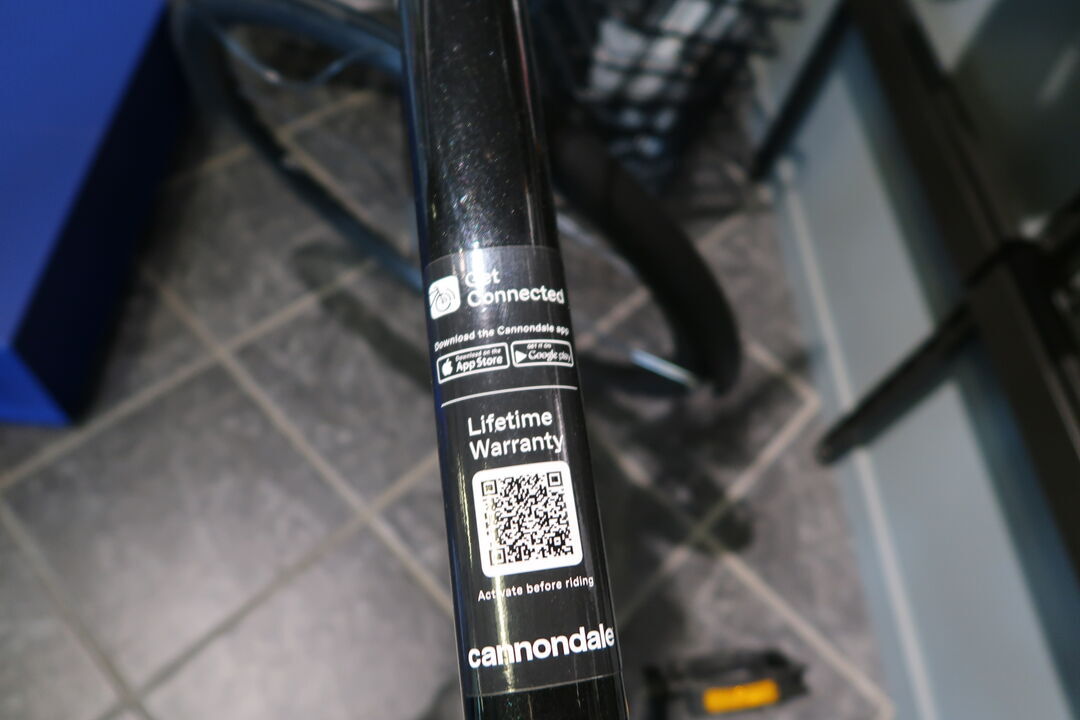 Get
Connected
Download the Cannondale app
Download on the
App Store
GET IT ON
Google play
Lifetime
Warranty
Activate before riding
cannondale